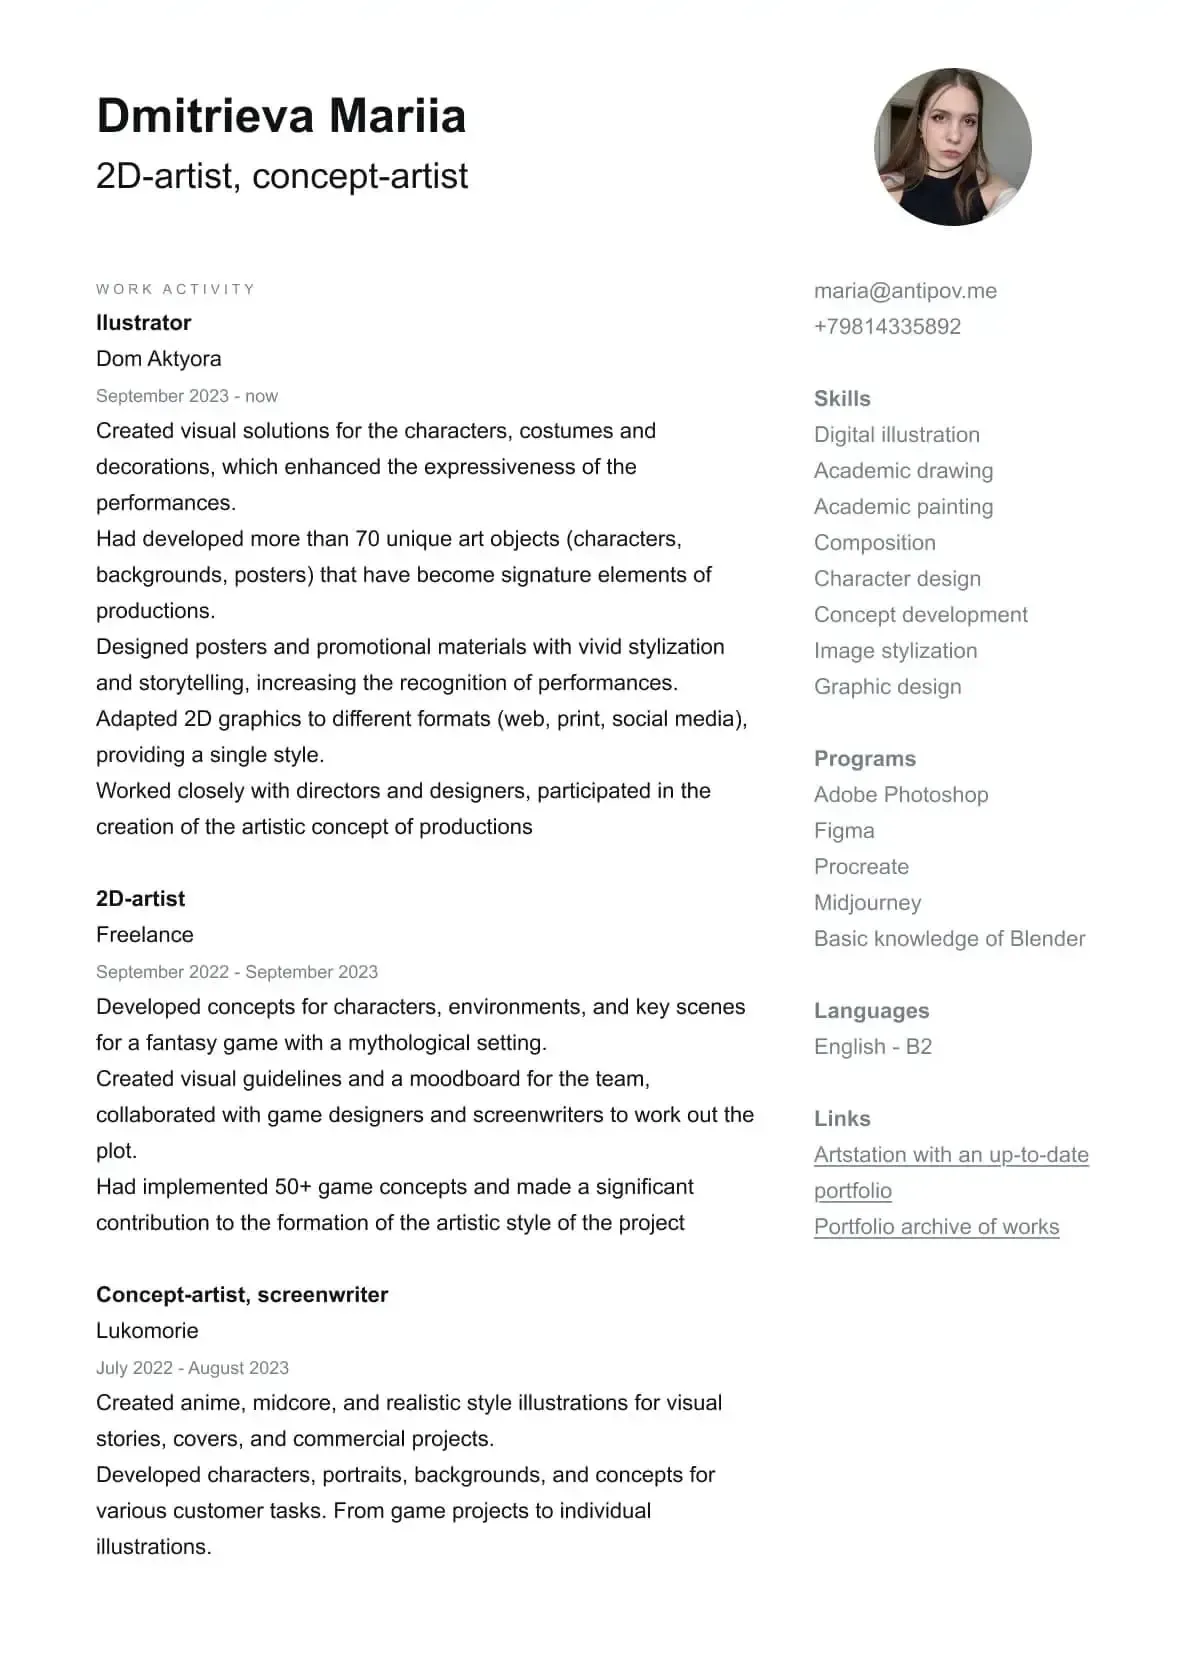 Dmitrieva Mariia
2D-artist, concept-artist
WORK ACTIVITY
Ilustrator
Dom Aktyora
September 2023 - now
Created visual solutions for the characters, costumes and
decorations, which enhanced the expressiveness of the
performances.
Had developed more than 70 unique art objects (characters,
backgrounds, posters) that have become signature elements of
productions.
Designed posters and promotional materials with vivid stylization
and storytelling, increasing the recognition of performances.
Adapted 2D graphics to different formats (web, print, social media),
providing a single style.
Worked closely with directors and designers, participated in the
creation of the artistic concept of productions
2D-artist
Freelance
September 2022 - September 2023
Developed concepts for characters, environments, and key scenes
for a fantasy game with a mythological setting.
Created visual guidelines and a moodboard for the team,
collaborated with game designers and screenwriters to work out the
plot.
Had implemented 50+ game concepts and made a significant
contribution to the formation of the artistic style of the project
Concept-artist, screenwriter
Lukomorie
July 2022 - August 2023
Created anime, midcore, and realistic style illustrations for visual
stories, covers, and commercial projects.
Developed characters, portraits, backgrounds, and concepts for
various customer tasks. From game projects to individual
illustrations.
maria@antipov.me
+79814335892
Skills
Digital illustration
Academic drawing
Academic painting
Composition
Character design
Concept development
Image stylization
Graphic design
Programs
Adobe Photoshop
Figma
Procreate
Midjourney
Basic knowledge of Blender
Languages
English - B2
Links
Artstation with an up-to-date
portfolio
Portfolio archive of works